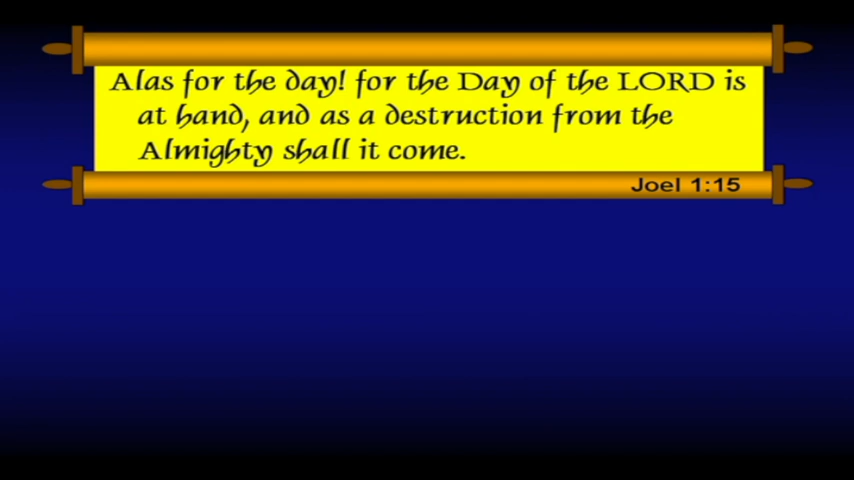 Alas for the day! for the Day of the LORD is
at hand, and as a destruction from the
Almighty shall it come.
Joel 1:15